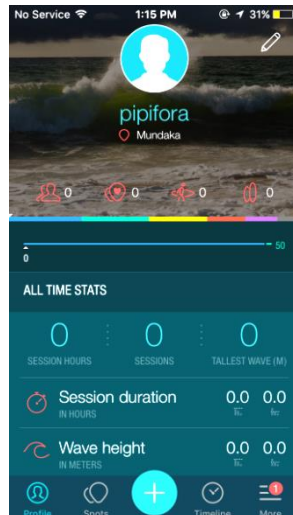 No Service 1:15 PM 31%
pipifora
Mundaka
0 0 0 0
50
0
ALL TIME STATS
0 0 0
SESSION HOURS SESSIONS TALLEST WAVE (M)
Session duration 0.0 0.0
IN HOURS
Wave height 0.0 0.0
IN METERS
1
Profile Spots Timeline More